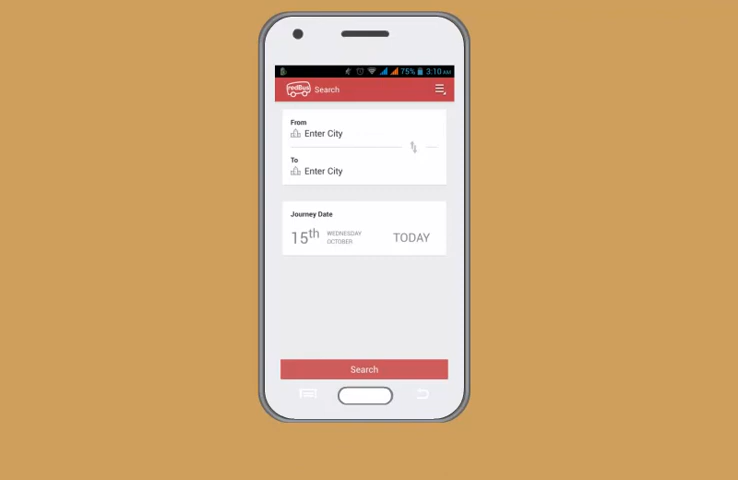 75% 3:10 AM
redBus Search
From
Enter City
To
Enter City
Journey Date
15th WEDNESDAY OCTOBER TODAY
Search